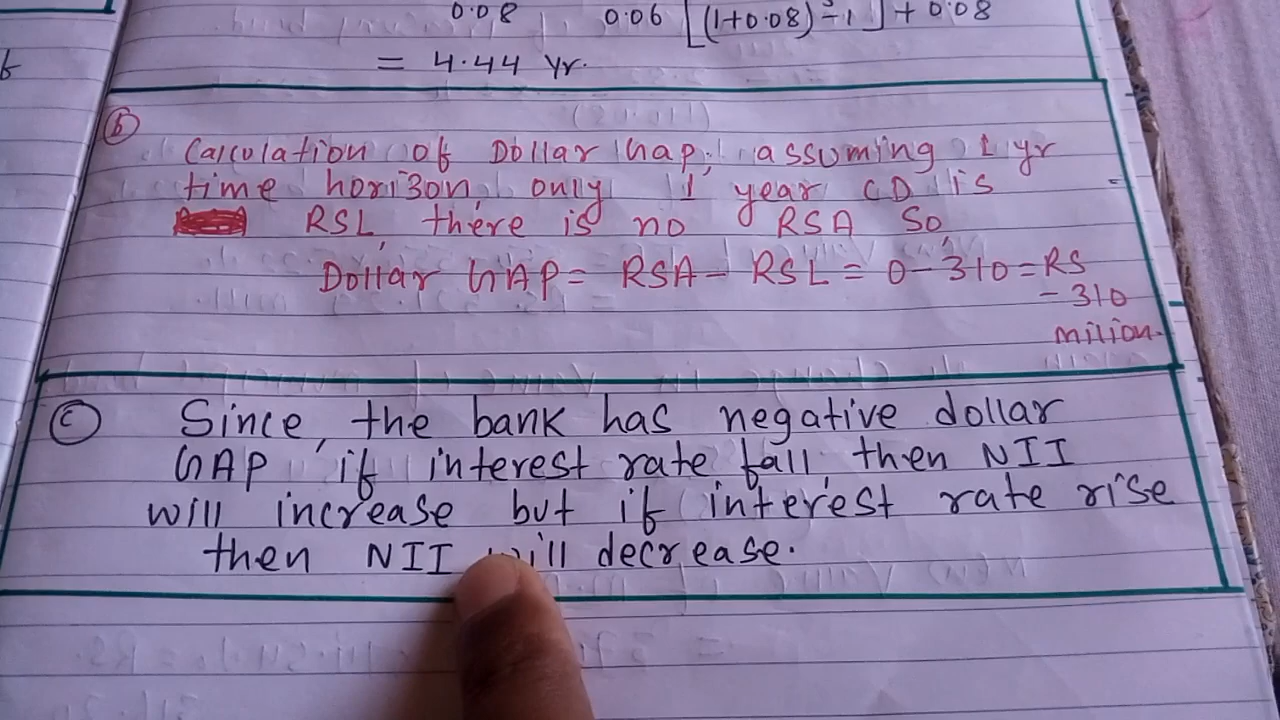 0.08 0.06 [(1+0.08)⁵-1] + 0.08
= 4.44 yr.
(b)
Calculation of Dollar Gap, assuming 1 yr
time horizon, only 1 year CD is
RSL, there is no RSA So,
Dollar GAP = RSA - RSL = 0 - 310 = RS
- 310
milion.
(c) Since, the bank has negative dollar
GAP if interest rate fall, then NII
will increase but if interest rate rise
then NII will decrease.